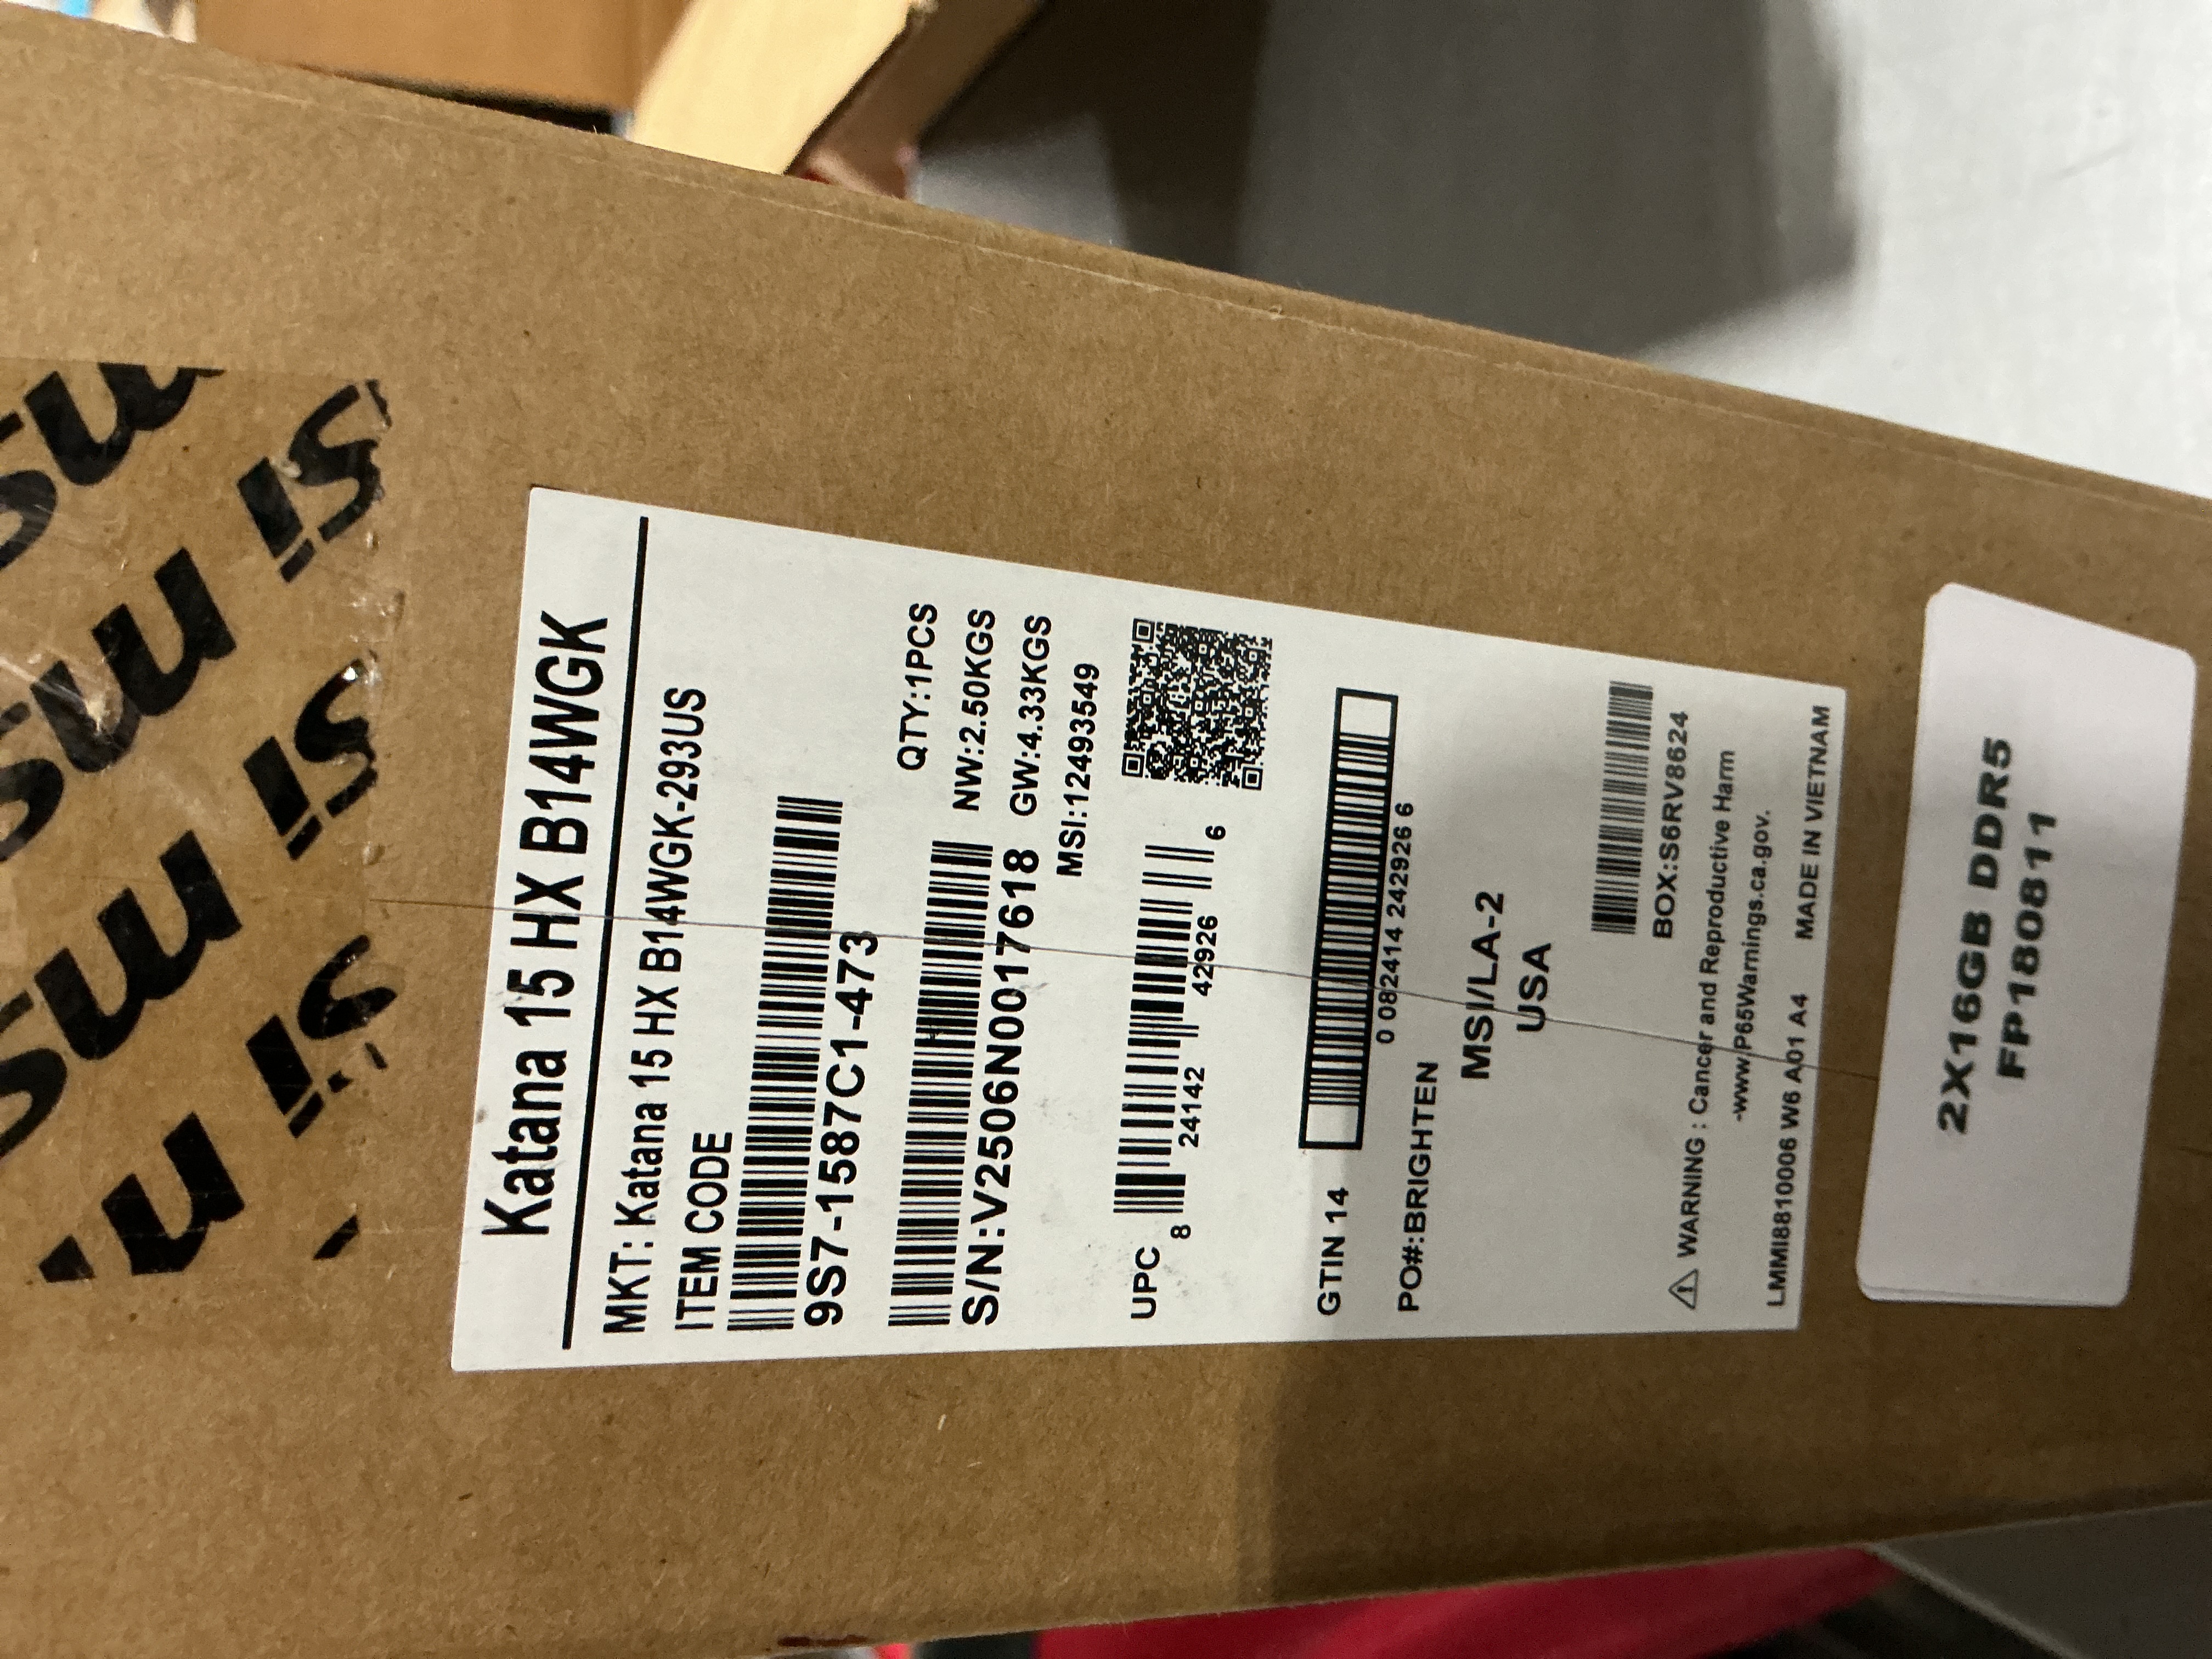 msi
msi
msi
Katana 15 HX B14WGK
MKT: Katana 15 HX B14WGK-293US
ITEM CODE
9S7-1587C1-473
QTY:1PCS
S/N:V2506N0017618
NW:2.50KGS
GW:4.33KGS
MSI:12493549
UPC
8 24142 42926 6
GTIN 14
0 0824142 42926 6
PO#:BRIGHTEN
MSI/LA-2
USA
BOX:S6RV8624
⚠ WARNING : Cancer and Reproductive Harm
-www.P65Warnings.ca.gov.
LMMI8810006 W6 A01 A4 MADE IN VIETNAM
2X16GB DDR5
FP180811